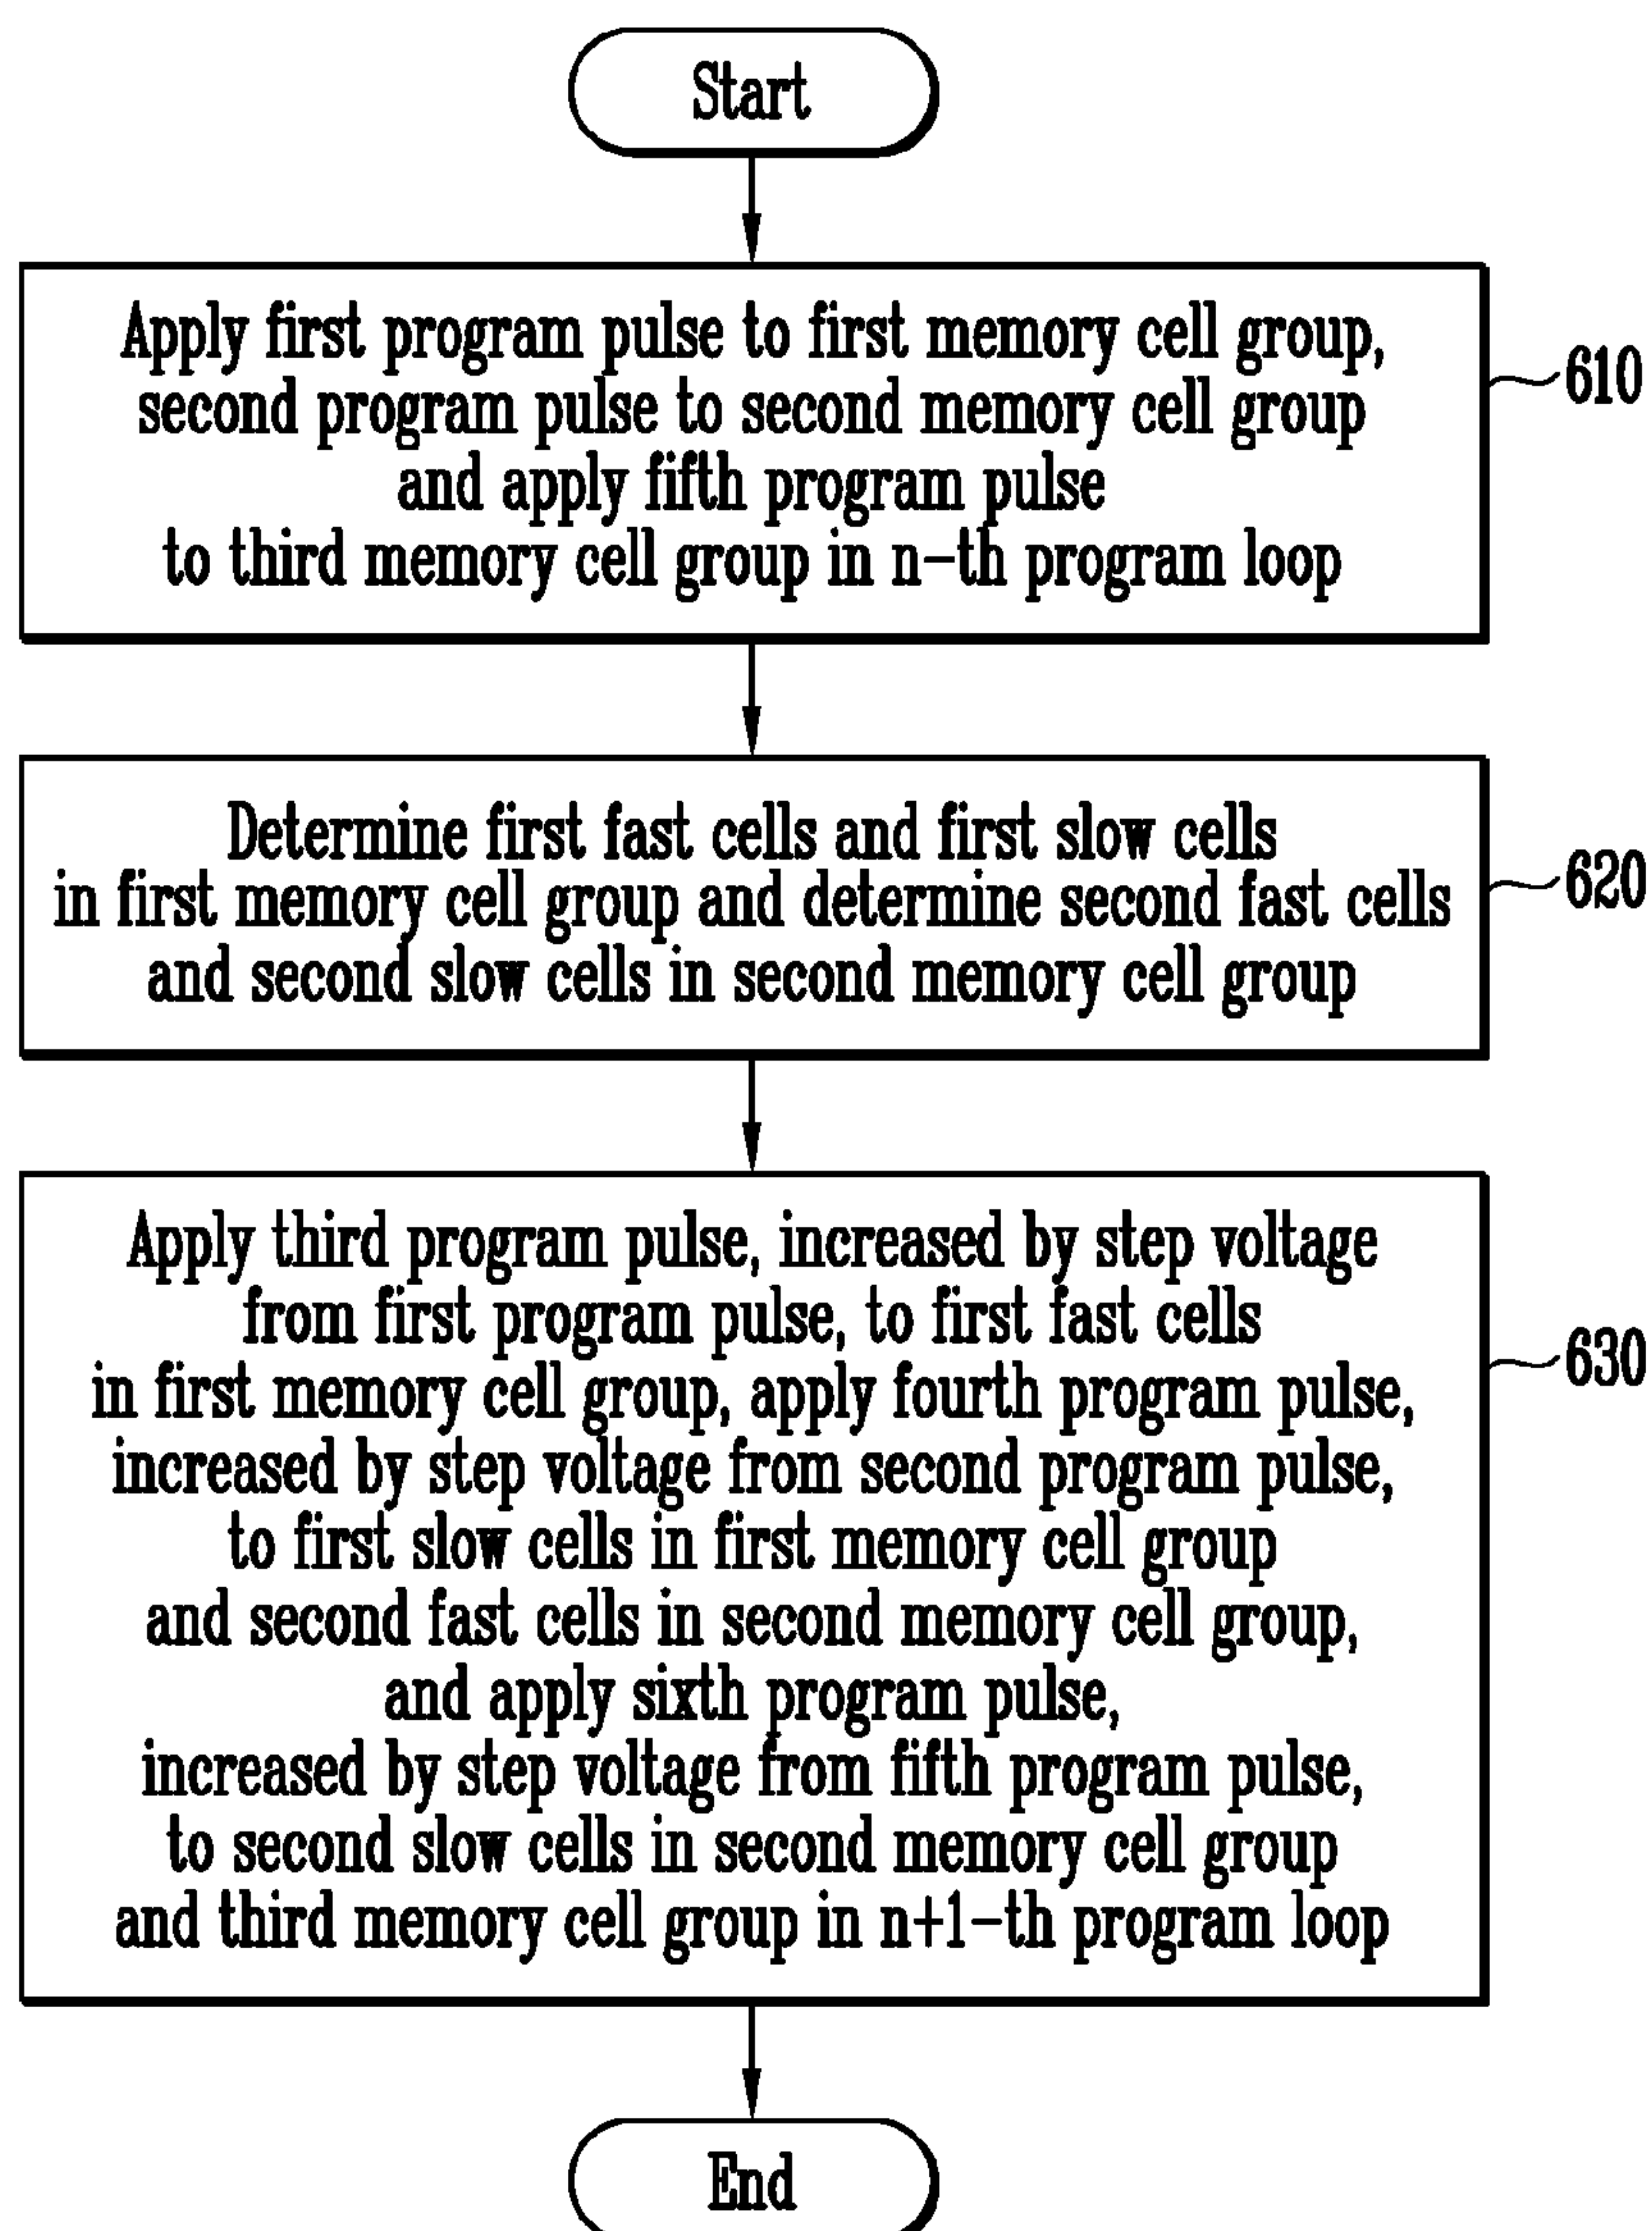 Start
Apply first program pulse to first memory cell group,
second program pulse to second memory cell group
and apply fifth program pulse
to third memory cell group in n-th program loop
610
Determine first fast cells and first slow cells
in first memory cell group and determine second fast cells
and second slow cells in second memory cell group
620
Apply third program pulse, increased by step voltage
from first program pulse, to first fast cells
in first memory cell group, apply fourth program pulse,
increased by step voltage from second program pulse,
to first slow cells in first memory cell group
and second fast cells in second memory cell group,
and apply sixth program pulse,
increased by step voltage from fifth program pulse,
to second slow cells in second memory cell group
and third memory cell group in n+1-th program loop
630
End